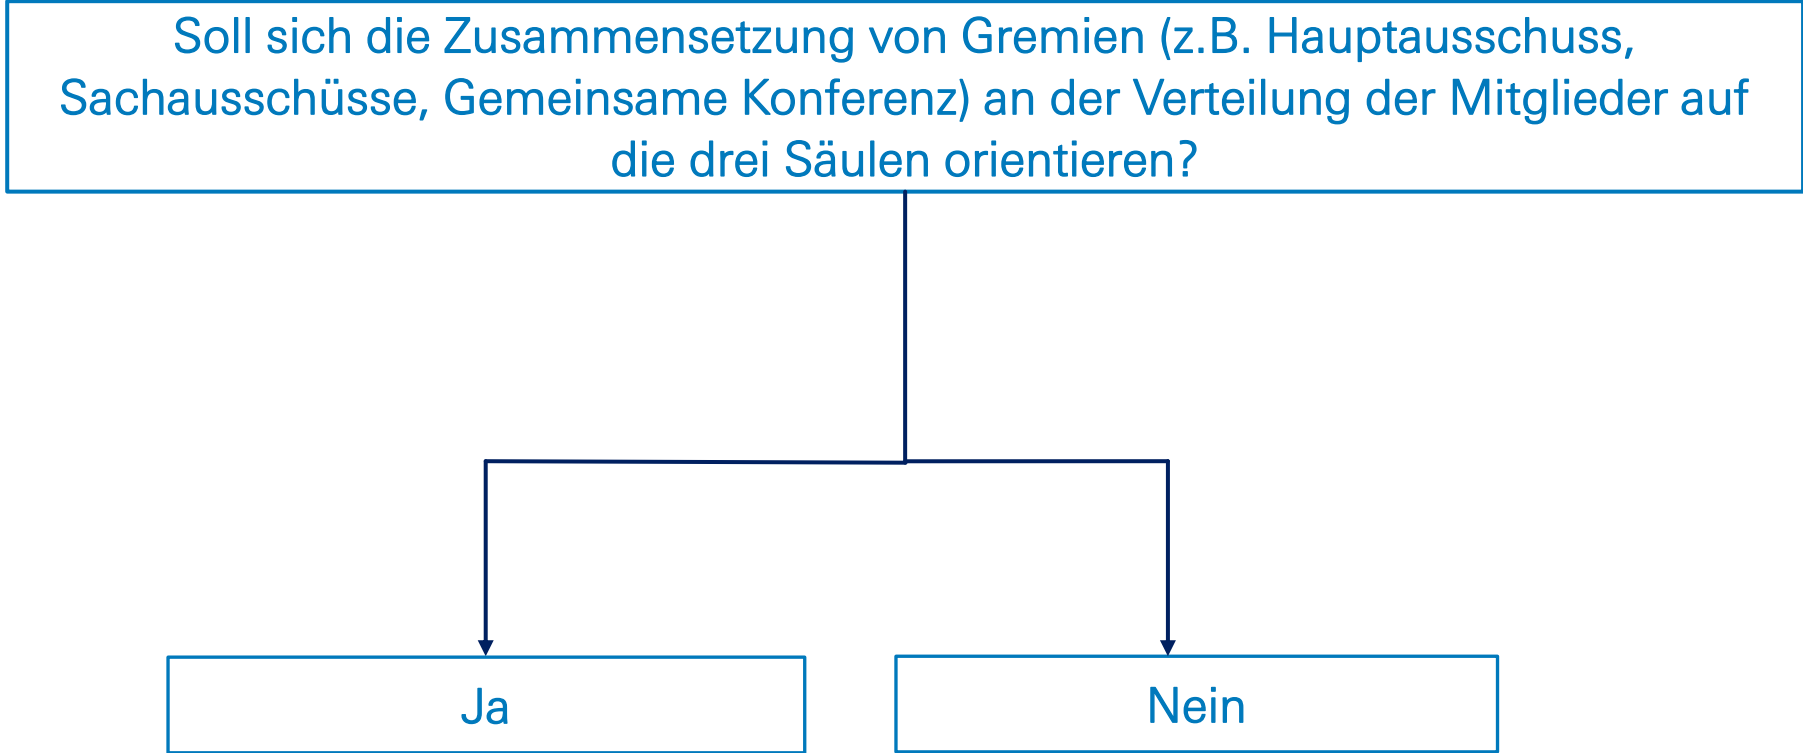 Soll sich die Zusammensetzung von Gremien (z.B. Hauptausschuss,
Sachausschüsse, Gemeinsame Konferenz) an der Verteilung der Mitglieder auf
die drei Säulen orientieren?
Ja
Nein